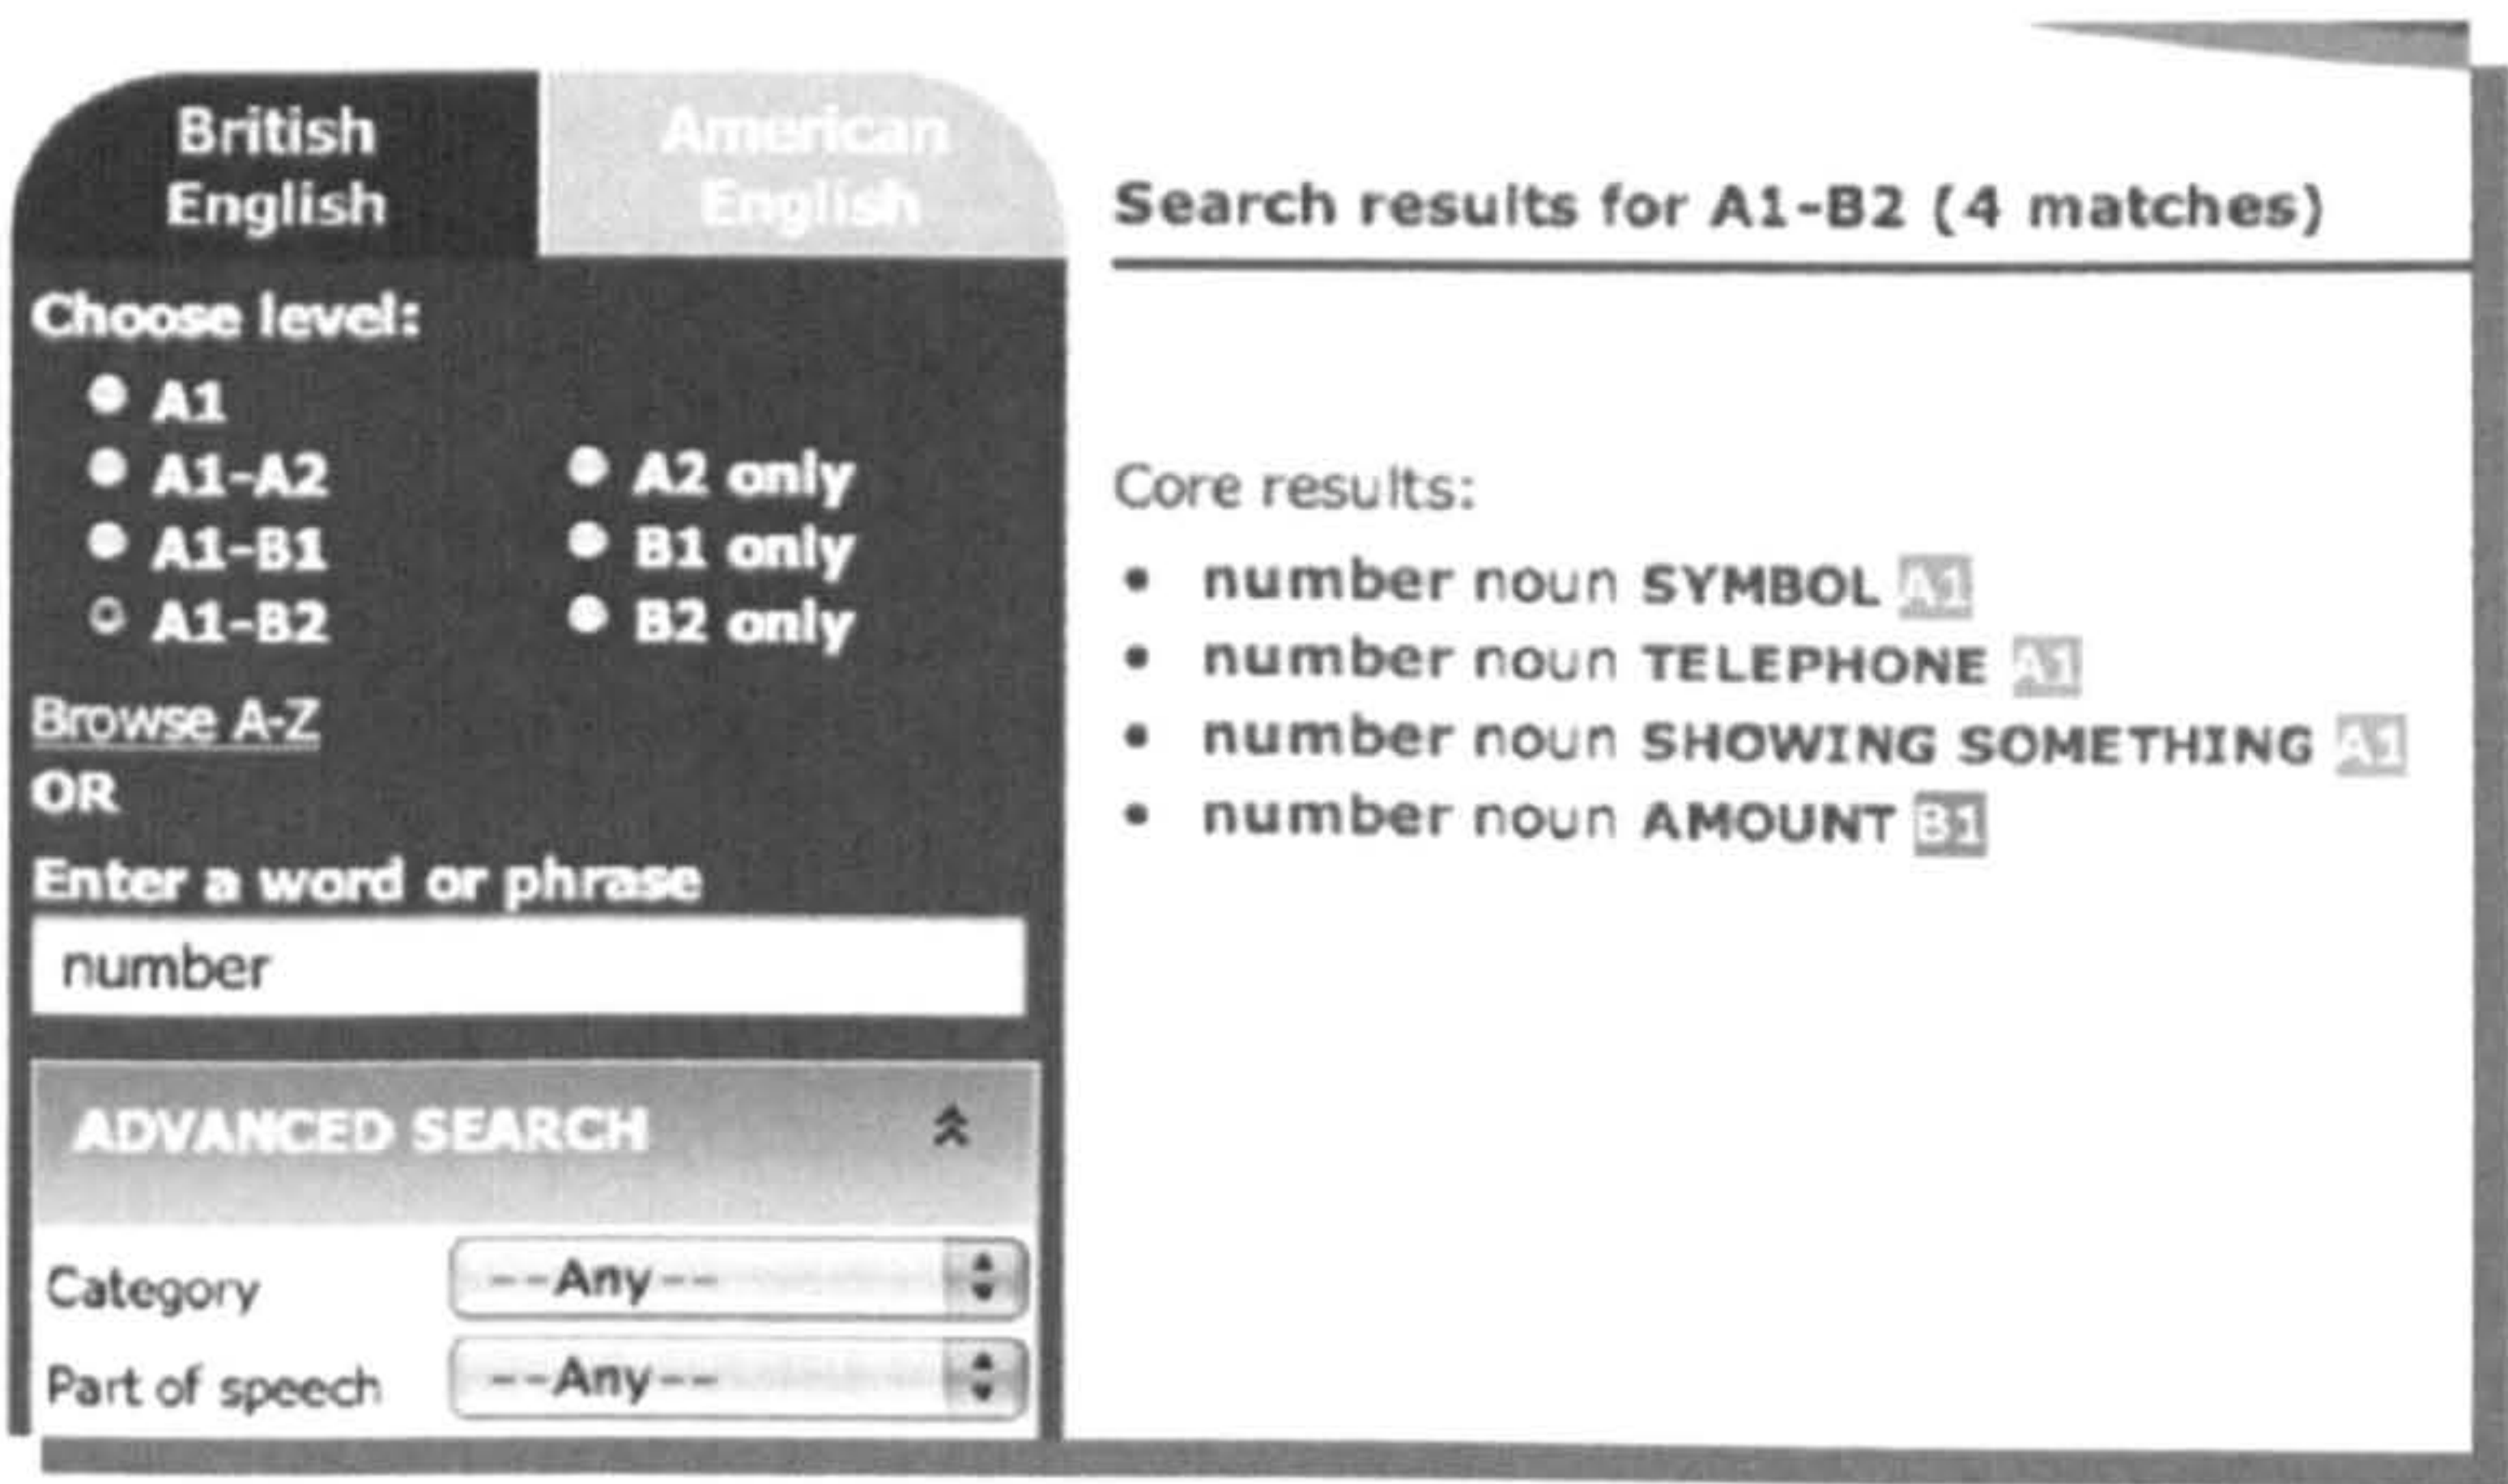 British
English
American
English
Choose level:
A1
A1-A2
A2 only
A1-B1
B1 only
A1-B2
B2 only
Browse A-Z
OR
Enter a word or phrase
number
ADVANCED SEARCH
Category --Any--
Part of speech --Any--
Search results for A1-B2 (4 matches)
Core results:
• number noun SYMBOL A1
• number noun TELEPHONE A1
• number noun SHOWING SOMETHING A1
• number noun AMOUNT B1